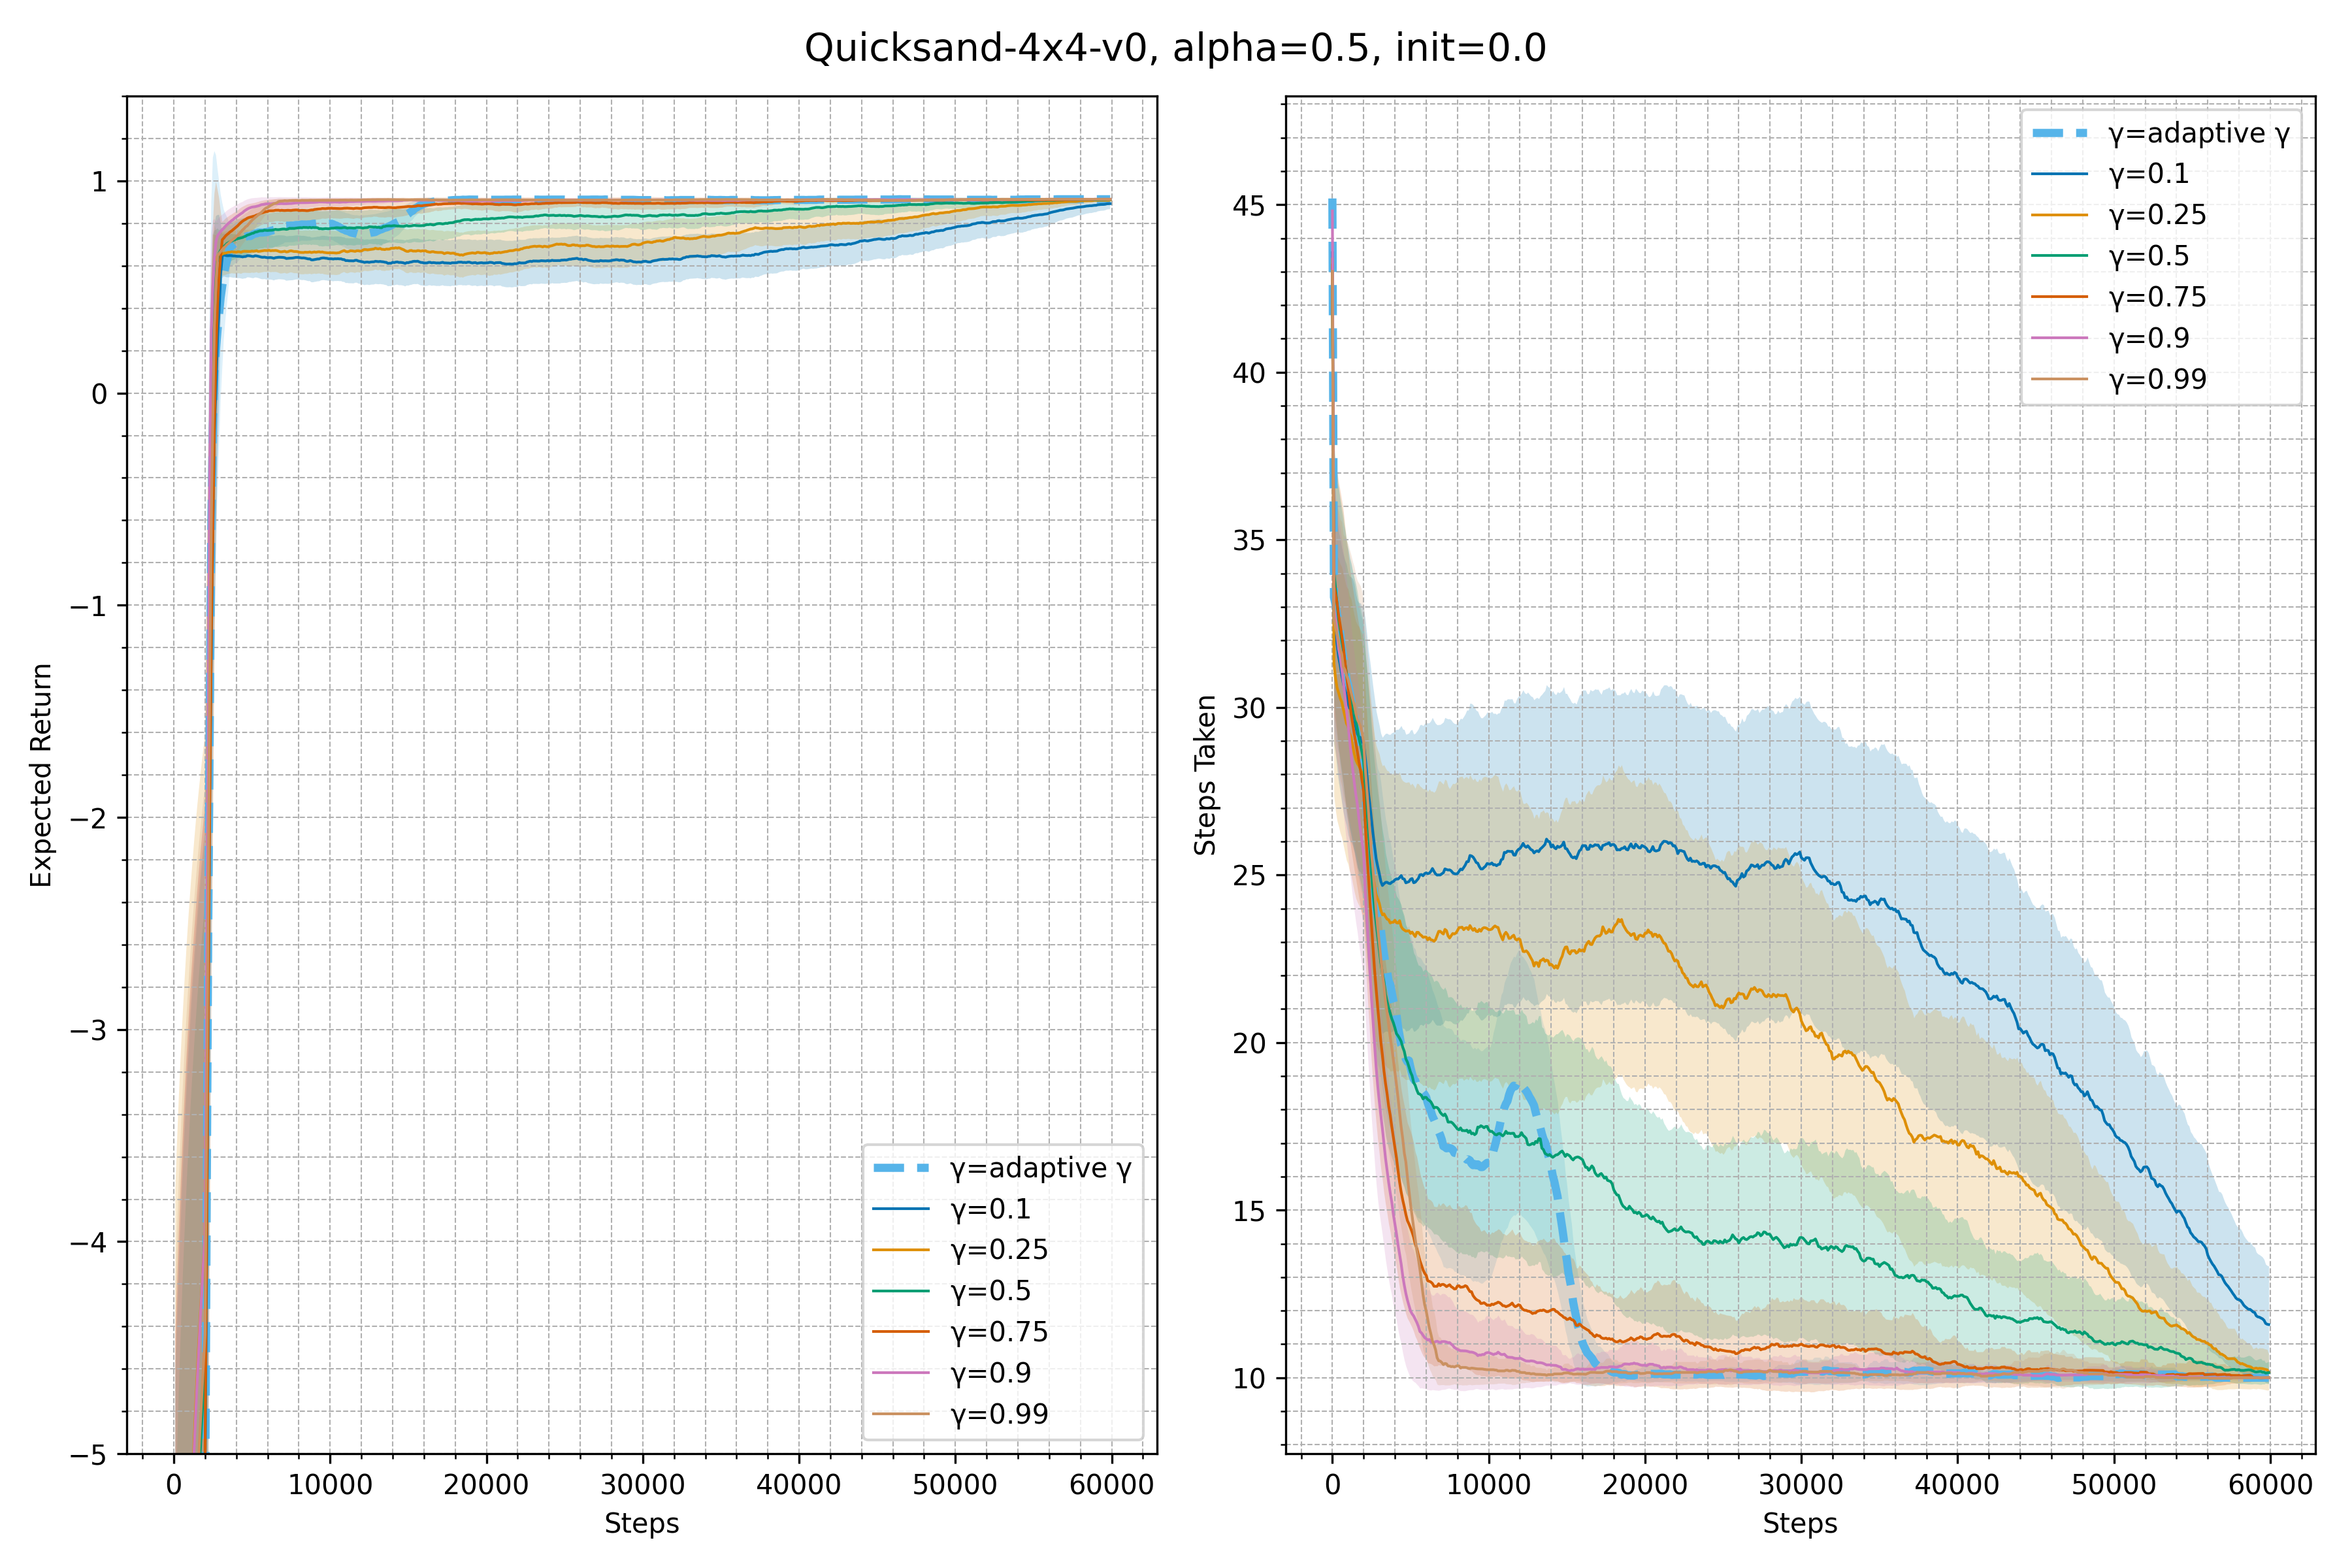 Quicksand-4x4-v0, alpha=0.5, init=0.0
Expected Return
1
0
−1
−2
−3
−4
−5
0 10000 20000 30000 40000 50000 60000
Steps
γ=adaptive γ
γ=0.1
γ=0.25
γ=0.5
γ=0.75
γ=0.9
γ=0.99
Steps Taken
45
40
35
30
25
20
15
10
0 10000 20000 30000 40000 50000 60000
Steps
γ=adaptive γ
γ=0.1
γ=0.25
γ=0.5
γ=0.75
γ=0.9
γ=0.99